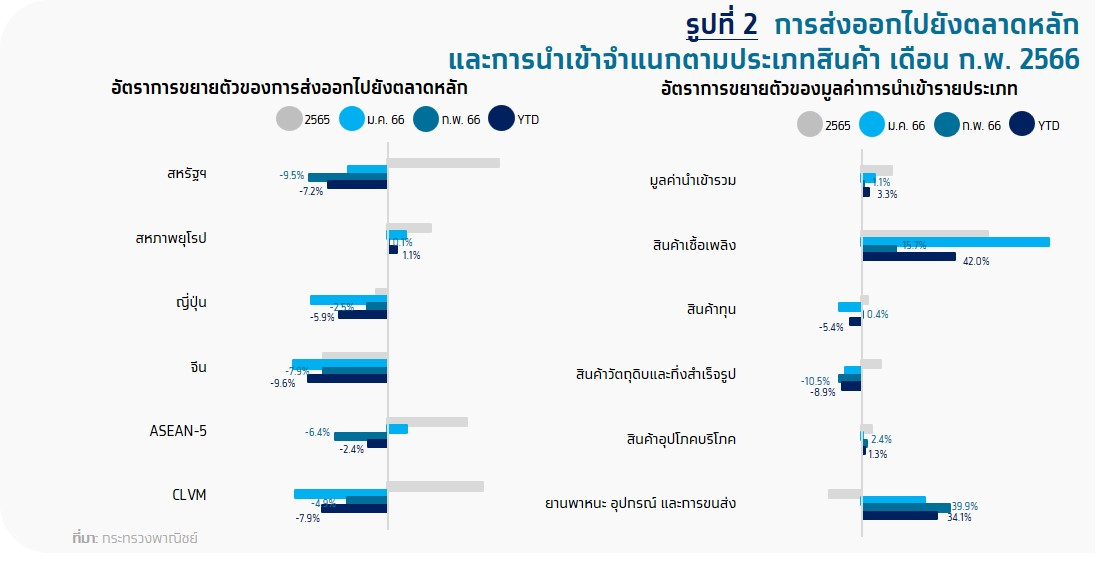 รูปที่ 2 การส่งออกไปยังตลาดหลัก
และการนำเข้าจำแนกตามประเภทสินค้า เดือน ก.พ. 2566
อัตราการขยายตัวของการส่งออกไปยังตลาดหลัก
2565 ม.ค. 66 ก.พ. 66 YTD
สหรัฐฯ
-9.5%
-7.2%
สหภาพยุโรป
0.1%
1.1%
ญี่ปุ่น
-2.5%
-5.9%
จีน
-7.9%
-9.6%
ASEAN-5
-6.4%
-2.4%
CLVM
-4.9%
-7.9%
ที่มา: กระทรวงพาณิชย์
อัตราการขยายตัวของมูลค่าการนำเข้ารายประเภท
2565 ม.ค. 66 ก.พ. 66 YTD
มูลค่านำเข้ารวม
1.1%
3.3%
สินค้าเชื้อเพลิง
15.7%
42.0%
สินค้าทุน
0.4%
-5.4%
สินค้าวัตถุดิบและกึ่งสำเร็จรูป
-10.5%
-8.9%
สินค้าอุปโภคบริโภค
2.4%
1.3%
ยานพาหนะ อุปกรณ์ และการขนส่ง
39.9%
34.1%